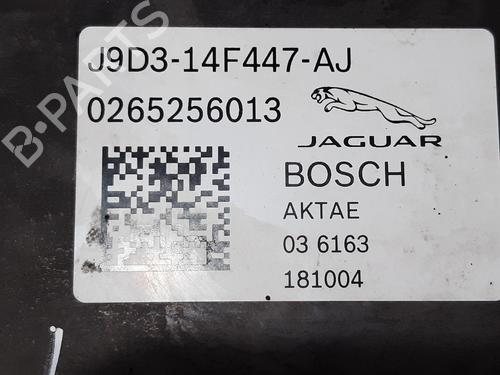 J9D3-14F447-AJ
0265256013
JAGUAR
BOSCH
AKTAE
03 6163
181004
B-PARTS